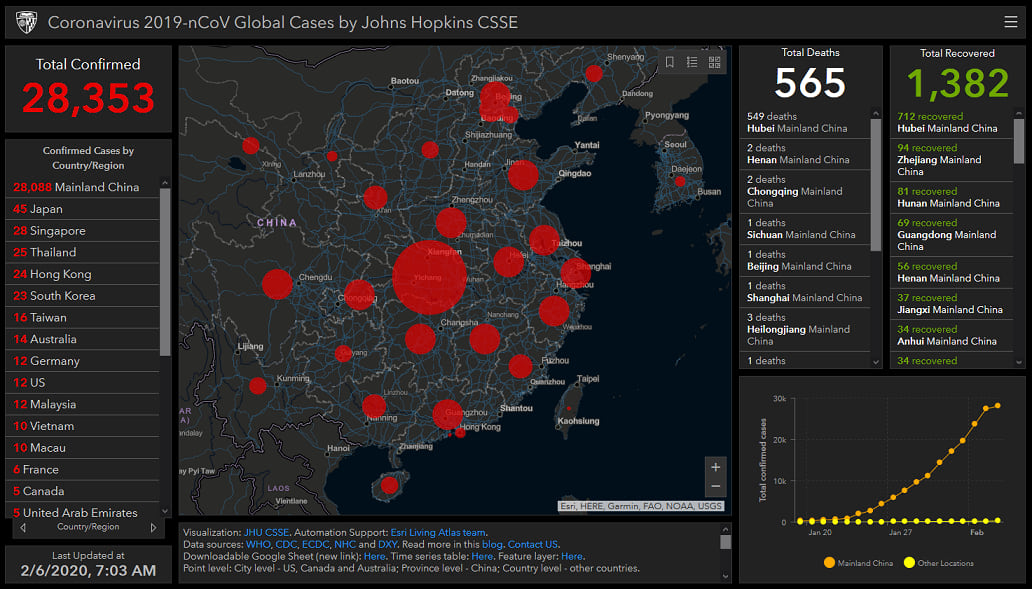 Coronavirus 2019-nCoV Global Cases by Johns Hopkins CSSE
Total Confirmed
28,353
Confirmed Cases by
Country/Region
28,088 Mainland China
45 Japan
28 Singapore
25 Thailand
24 Hong Kong
23 South Korea
16 Taiwan
14 Australia
12 Germany
12 US
12 Malaysia
10 Vietnam
10 Macau
6 France
5 Canada
5 United Arab Emirates
Country/Region
Last Updated at
2/6/2020, 7:03 AM
Shenyang
Zhangjiakou
Baotou
Datong
Beijing
Dandong
Baoding
Dalian
Pyongyang
Shijiazhuang
Yantai
Seoul
Xining
Handan
Jinan
Lanzhou
Qingdao
Daejeon
Busan
Xi'an
Zhengzhou
CHINA
Zhumadian
Taizhou
Xiangfan
Hefei
Shanghai
Chengdu
Yichang
Wuhan
Hangzhou
Chongqing
Nanchang
Changsha
Wenzhou
Lijiang
Guiyang
Fuzhou
Kunming
Quanzhou
Taipei
Liuzhou
Shantou
Guangzhou
Nanning
Kaohsiung
Hong Kong
Hanoi
Zhanjiang
AR
A)
andalay
ay Pyi Taw
LAOS
Vientiane
+
−
Esri, HERE, Garmin, FAO, NOAA, USGS
Visualization: JHU CSSE. Automation Support: Esri Living Atlas team.
Data sources: WHO, CDC, ECDC, NHC and DXY. Read more in this blog. Contact US.
Downloadable Google Sheet (new link): Here. Time series table: Here. Feature layer: Here.
Point level: City level - US, Canada and Australia; Province level - China; Country level - other countries.
Total Deaths
565
549 deaths
Hubei Mainland China
2 deaths
Henan Mainland China
2 deaths
Chongqing Mainland
China
1 deaths
Sichuan Mainland China
1 deaths
Beijing Mainland China
1 deaths
Shanghai Mainland China
3 deaths
Heilongjiang Mainland
China
1 deaths
Total Recovered
1,382
712 recovered
Hubei Mainland China
94 recovered
Zhejiang Mainland
China
81 recovered
Hunan Mainland China
69 recovered
Guangdong Mainland
China
56 recovered
Henan Mainland China
37 recovered
Jiangxi Mainland China
34 recovered
Anhui Mainland China
34 recovered
Total confirmed cases
30k
20k
10k
0
Jan 20
Jan 27
Feb
Mainland China
Other Locations